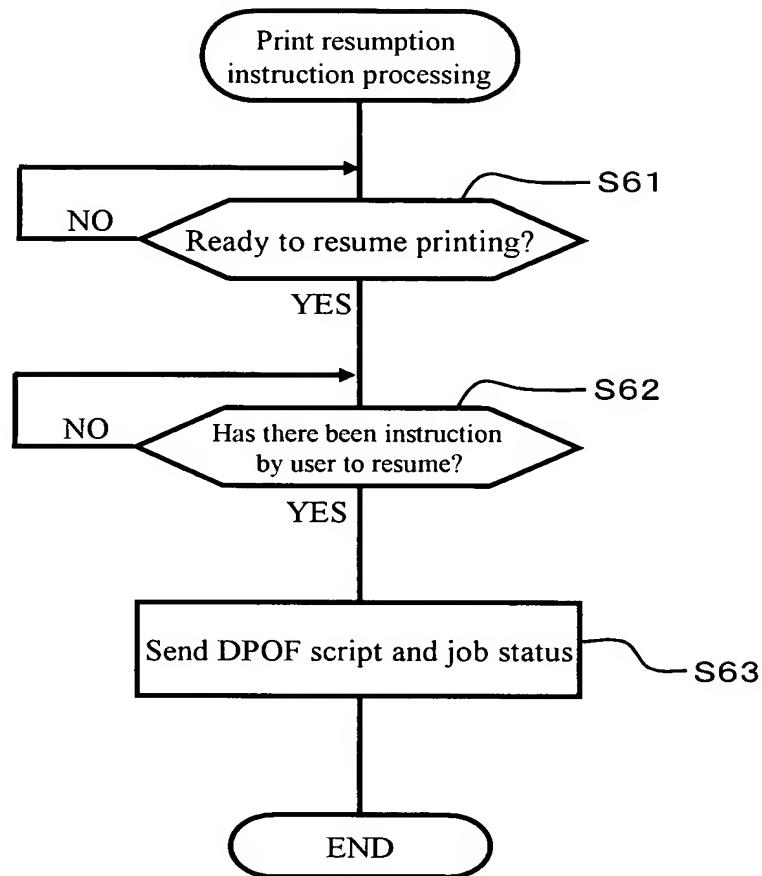 Print resumption
instruction processing
S61
NO
Ready to resume printing?
YES
S62
NO
Has there been instruction
by user to resume?
YES
Send DPOF script and job status
S63
END